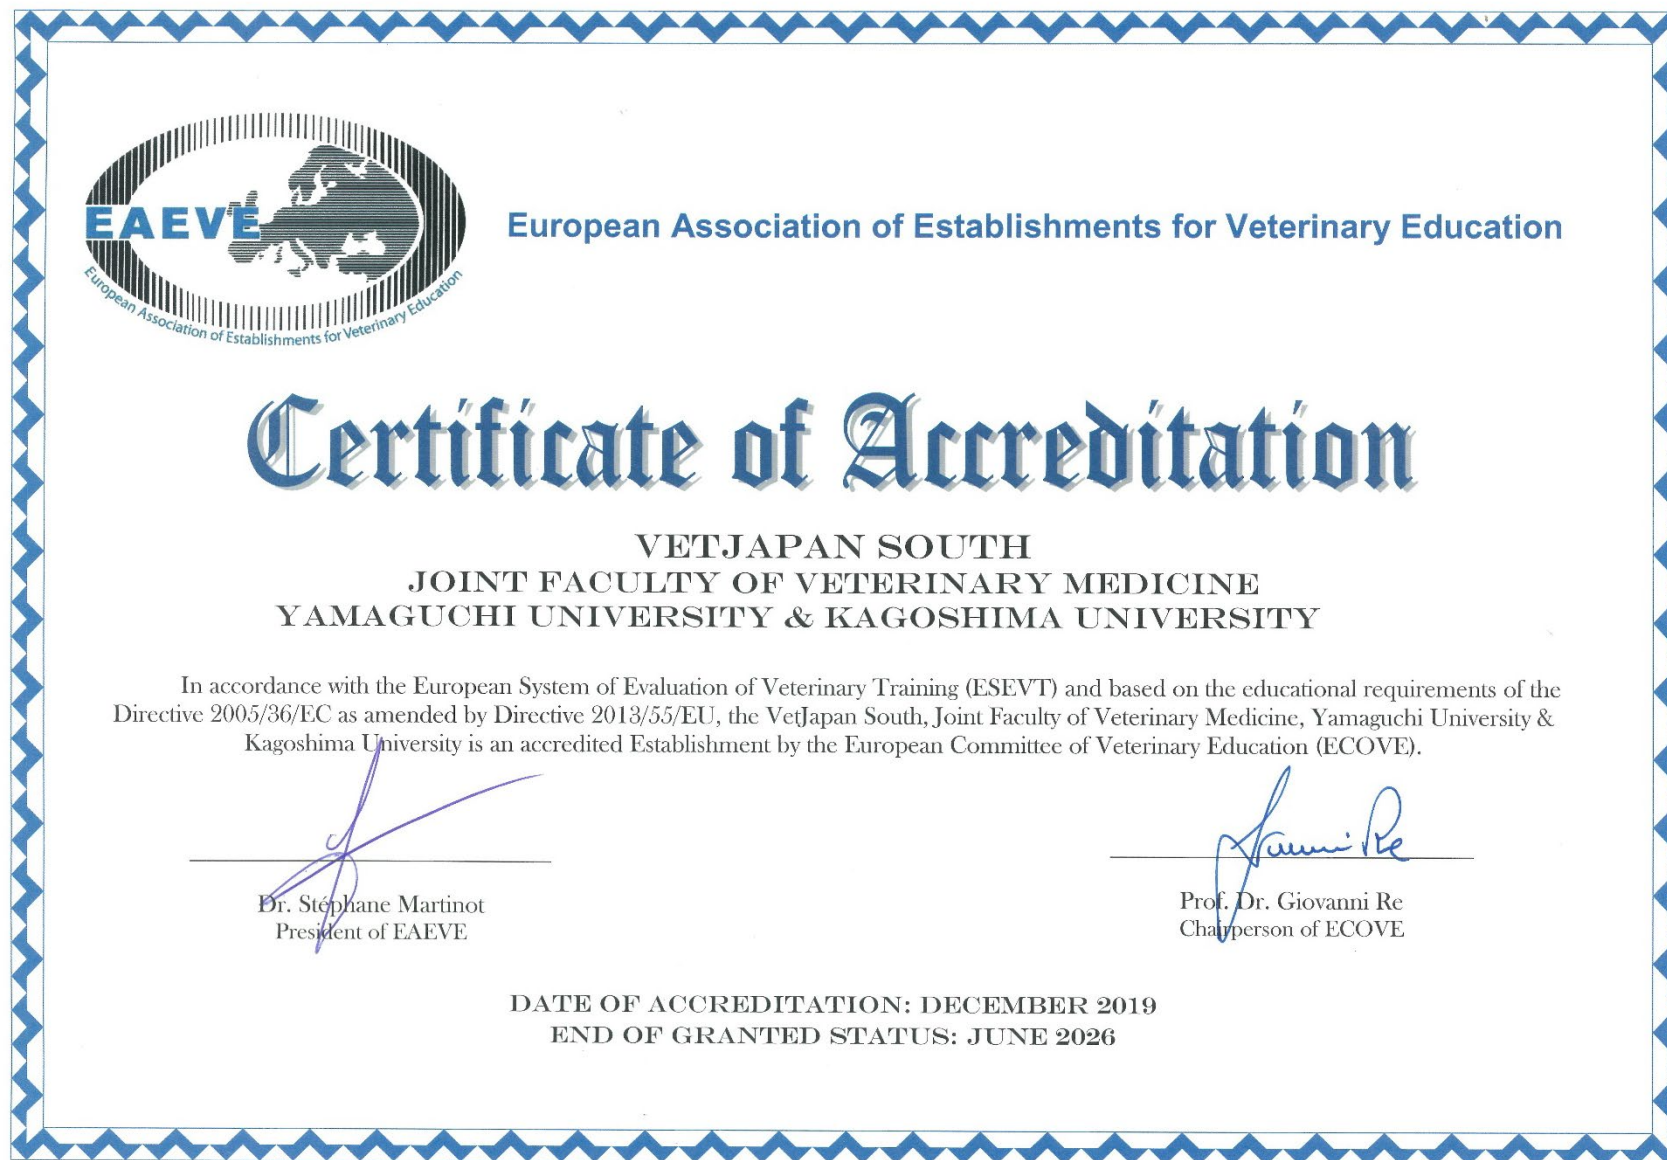 EAEVE
European Association of Establishments for Veterinary Education
European Association of Establishments for Veterinary Education
Certificate of Accreditation
VETJAPAN SOUTH
JOINT FACULTY OF VETERINARY MEDICINE
YAMAGUCHI UNIVERSITY & KAGOSHIMA UNIVERSITY
In accordance with the European System of Evaluation of Veterinary Training (ESEVT) and based on the educational requirements of the
Directive 2005/36/EC as amended by Directive 2013/55/EU, the VetJapan South, Joint Faculty of Veterinary Medicine, Yamaguchi University &
Kagoshima University is an accredited Establishment by the European Committee of Veterinary Education (ECOVE).
Dr. Stéphane Martinot
President of EAEVE
Prof. Dr. Giovanni Re
Chairperson of ECOVE
DATE OF ACCREDITATION: DECEMBER 2019
END OF GRANTED STATUS: JUNE 2026